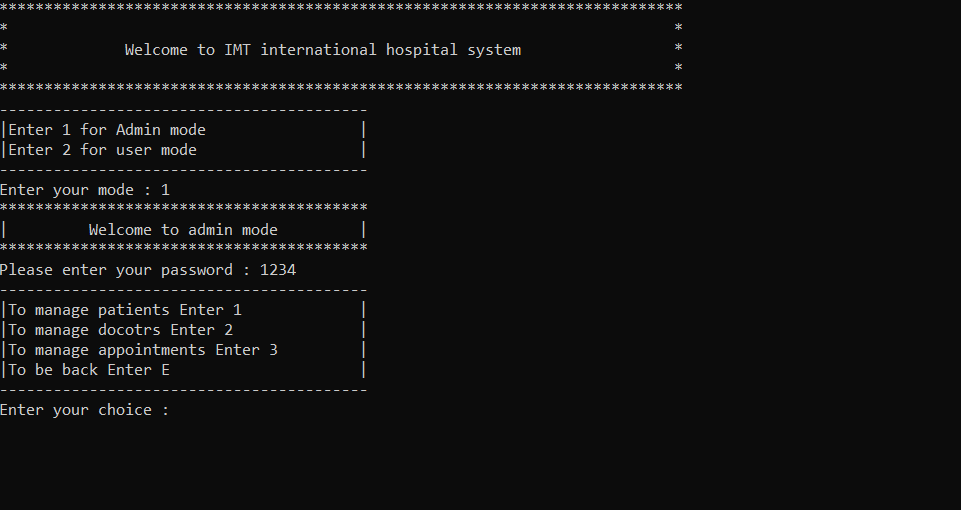 ****************************************************************************
*                                                                          *
*             Welcome to IMT international hospital system                 *
*                                                                          *
****************************************************************************
-----------------------------------------
|Enter 1 for Admin mode                 |
|Enter 2 for user mode                  |
-----------------------------------------
Enter your mode : 1
*****************************************
|         Welcome to admin mode         |
*****************************************
Please enter your password : 1234
-----------------------------------------
|To manage patients Enter 1             |
|To manage docotrs Enter 2              |
|To manage appointments Enter 3         |
|To be back Enter E                     |
-----------------------------------------
Enter your choice :